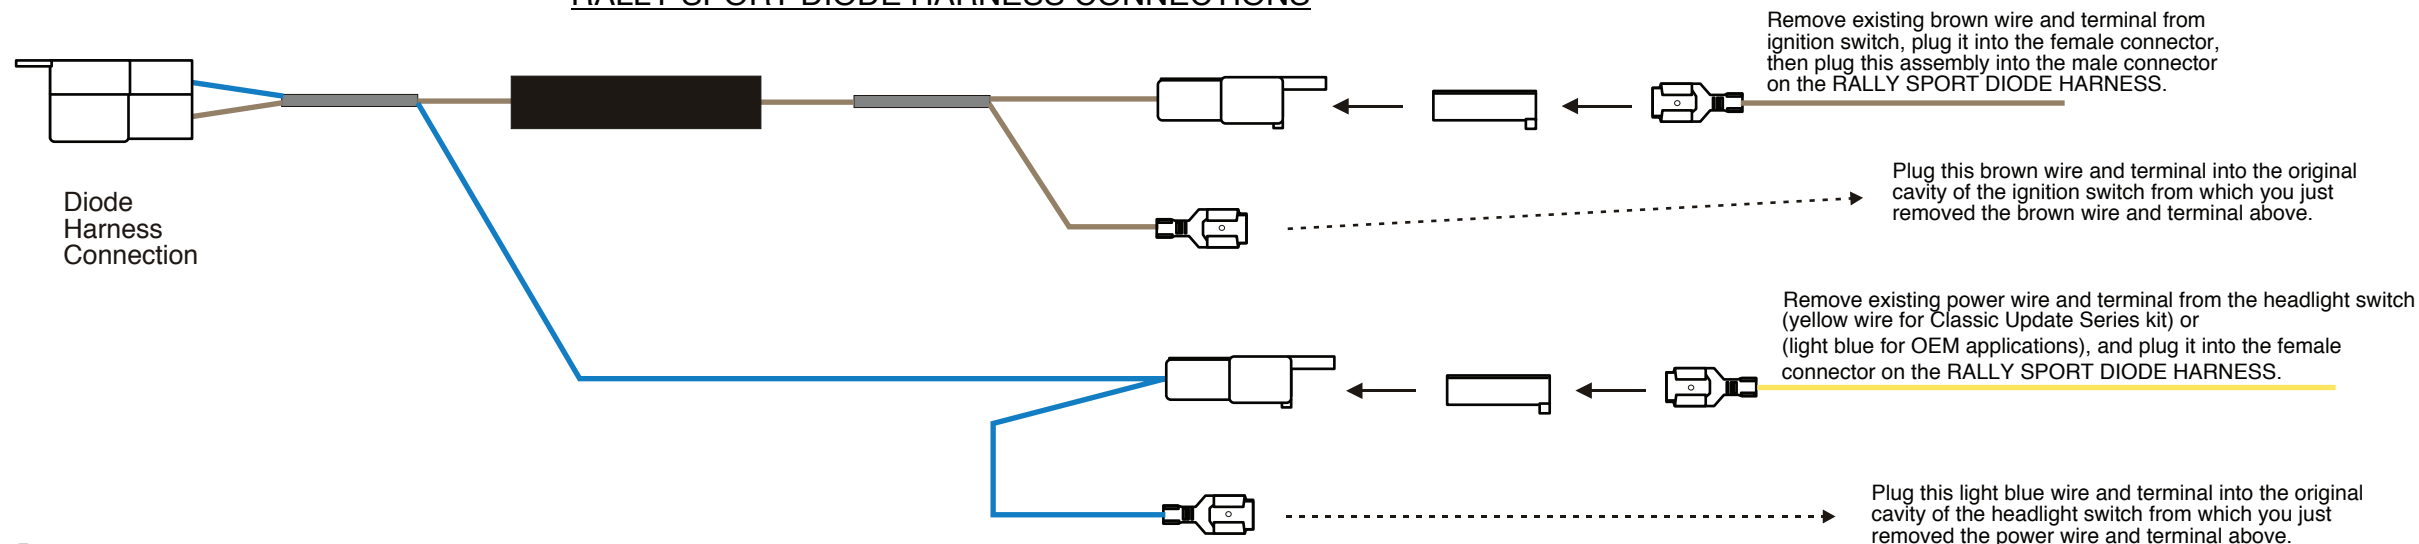 RALLY SPORT DIODE HARNESS CONNECTIONS
Remove existing brown wire and terminal from
ignition switch, plug it into the female connector,
then plug this assembly into the male connector
on the RALLY SPORT DIODE HARNESS.
Plug this brown wire and terminal into the original
cavity of the ignition switch from which you just
removed the brown wire and terminal above.
Diode
Harness
Connection
Remove existing power wire and terminal from the headlight switch
(yellow wire for Classic Update Series kit) or
(light blue for OEM applications), and plug it into the female
connector on the RALLY SPORT DIODE HARNESS.
Plug this light blue wire and terminal into the original
cavity of the headlight switch from which you just
removed the power wire and terminal above.